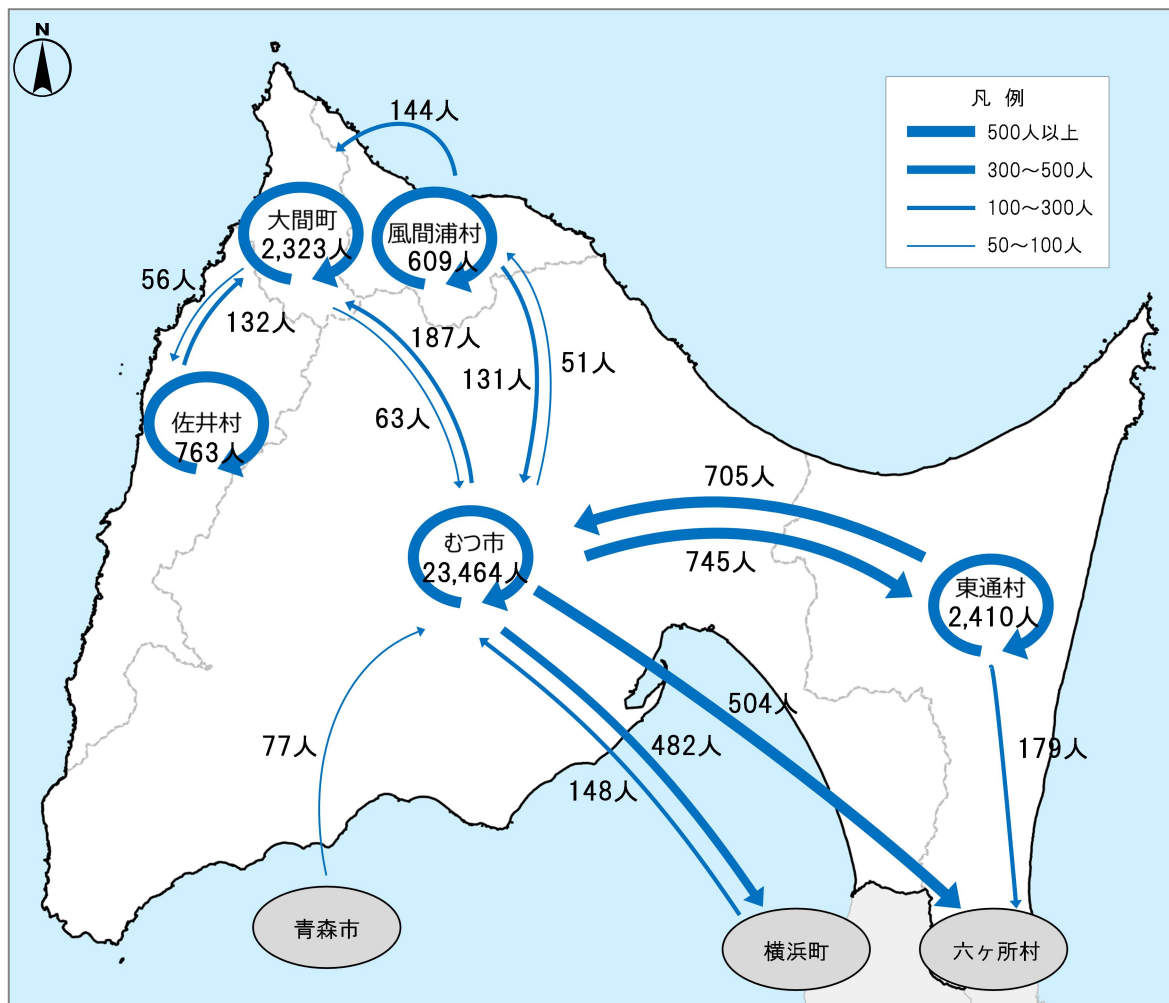 N
凡 例
500人以上
300～500人
100～300人
50～100人
144人
大間町
2,323人
風間浦村
609人
56人
132人
187人
131人
51人
63人
佐井村
763人
705人
745人
むつ市
23,464人
東通村
2,410人
504人
482人
148人
77人
179人
青森市
横浜町
六ヶ所村